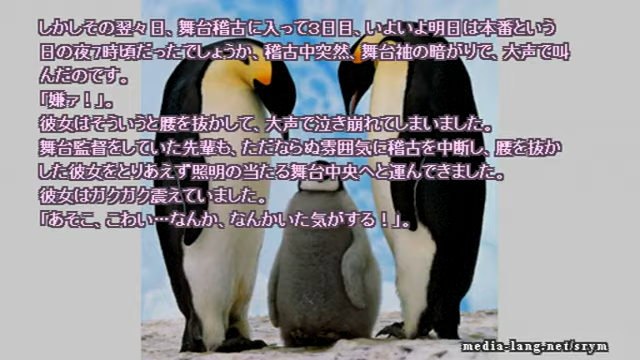 しかしその翌々日、舞台稽古に入って3日目、いよいよ明日は本番という
日の夜7時頃だったでしょうか、稽古中突然、舞台袖の暗がりで、大声で叫
んだのです。
「嫌ァ！」。
彼女はそういうと腰を抜かして、大声で泣き崩れてしまいました。
舞台監督をしていた先輩も、ただならぬ雰囲気に稽古を中断し、腰を抜か
した彼女をとりあえず照明の当たる舞台中央へと運んできました。
彼女はガクガク震えていました。
「あそこ、こわい…なんか、なんかいた気がする！」。
media-lang.net/srym